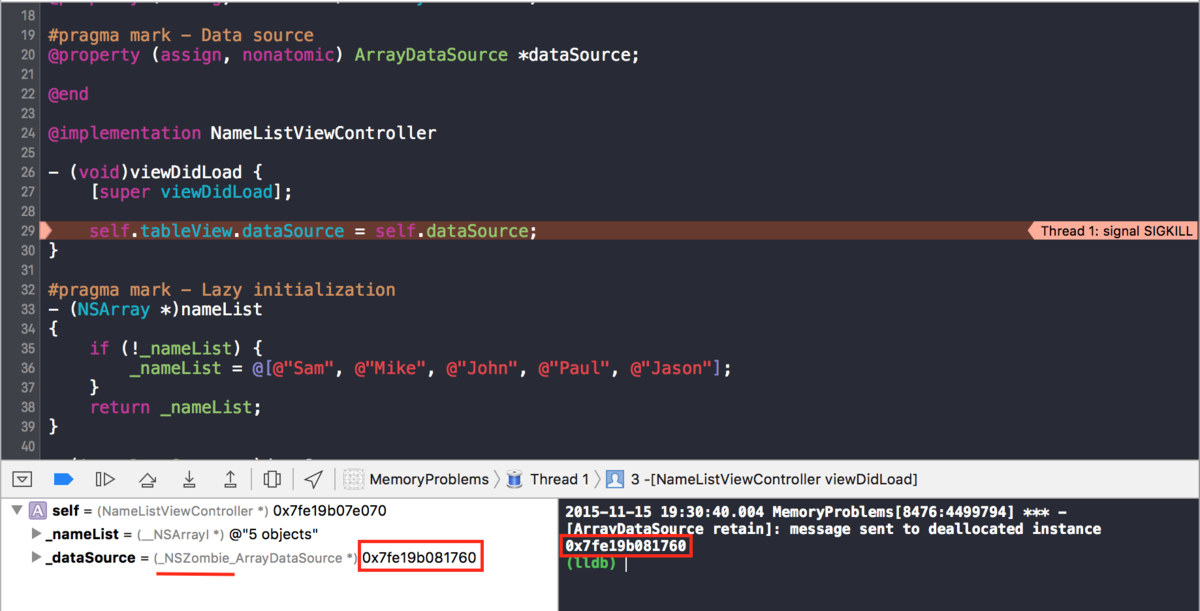 18
19 #pragma mark – Data source
20 @property (assign, nonatomic) ArrayDataSource *dataSource;
21
22 @end
23
24 @implementation NameListViewController
25
26 - (void)viewDidLoad {
27 [super viewDidLoad];
28
29 self.tableView.dataSource = self.dataSource; Thread 1: signal SIGKILL
30 }
31
32 #pragma mark – Lazy initialization
33 - (NSArray *)nameList
34 {
35 if (!_nameList) {
36 _nameList = @[@"Sam", @"Mike", @"John", @"Paul", @"Jason"];
37 }
38 return _nameList;
39 }
40
MemoryProblems Thread 1 3 -[NameListViewController viewDidLoad]
A self = (NameListViewController *) 0x7fe19b07e070
_nameList = (__NSArrayI *) @"5 objects"
_dataSource = (_NSZombie_ArrayDataSource *) 0x7fe19b081760
2015-11-15 19:30:40.004 MemoryProblems[8476:4499794] *** -
[ArrayDataSource retain]: message sent to deallocated instance
0x7fe19b081760
(lldb)